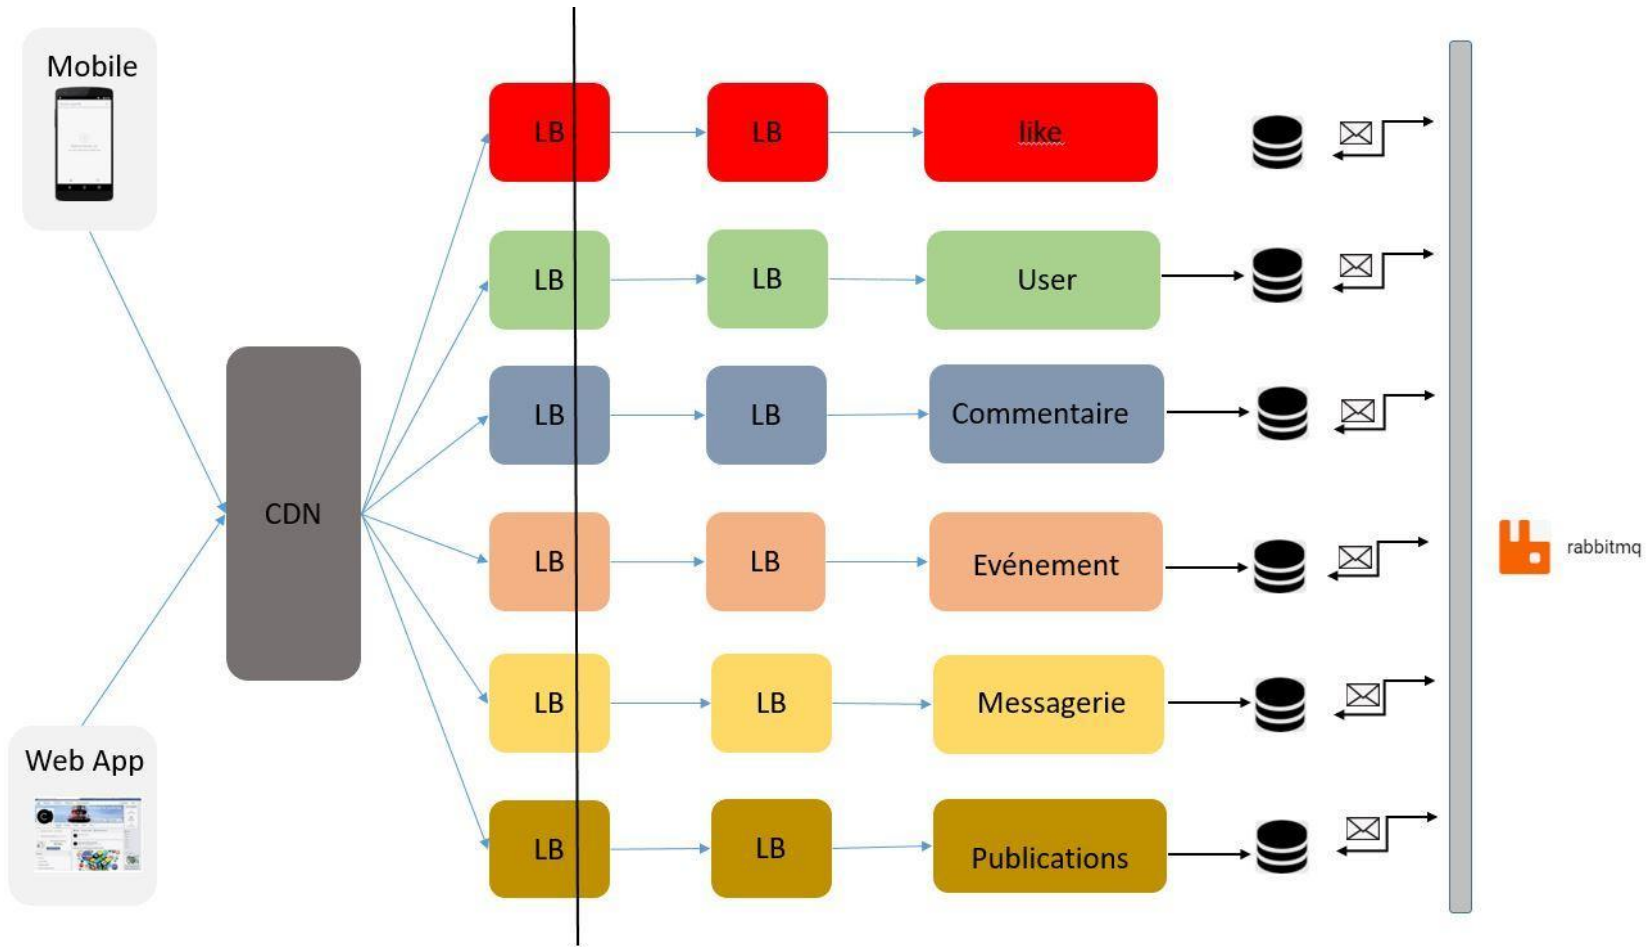 Mobile
LB
LB
like
LB
LB
User
LB
LB
Commentaire
CDN
LB
LB
Evénement
rabbitmq
LB
LB
Messagerie
Web App
LB
LB
Publications